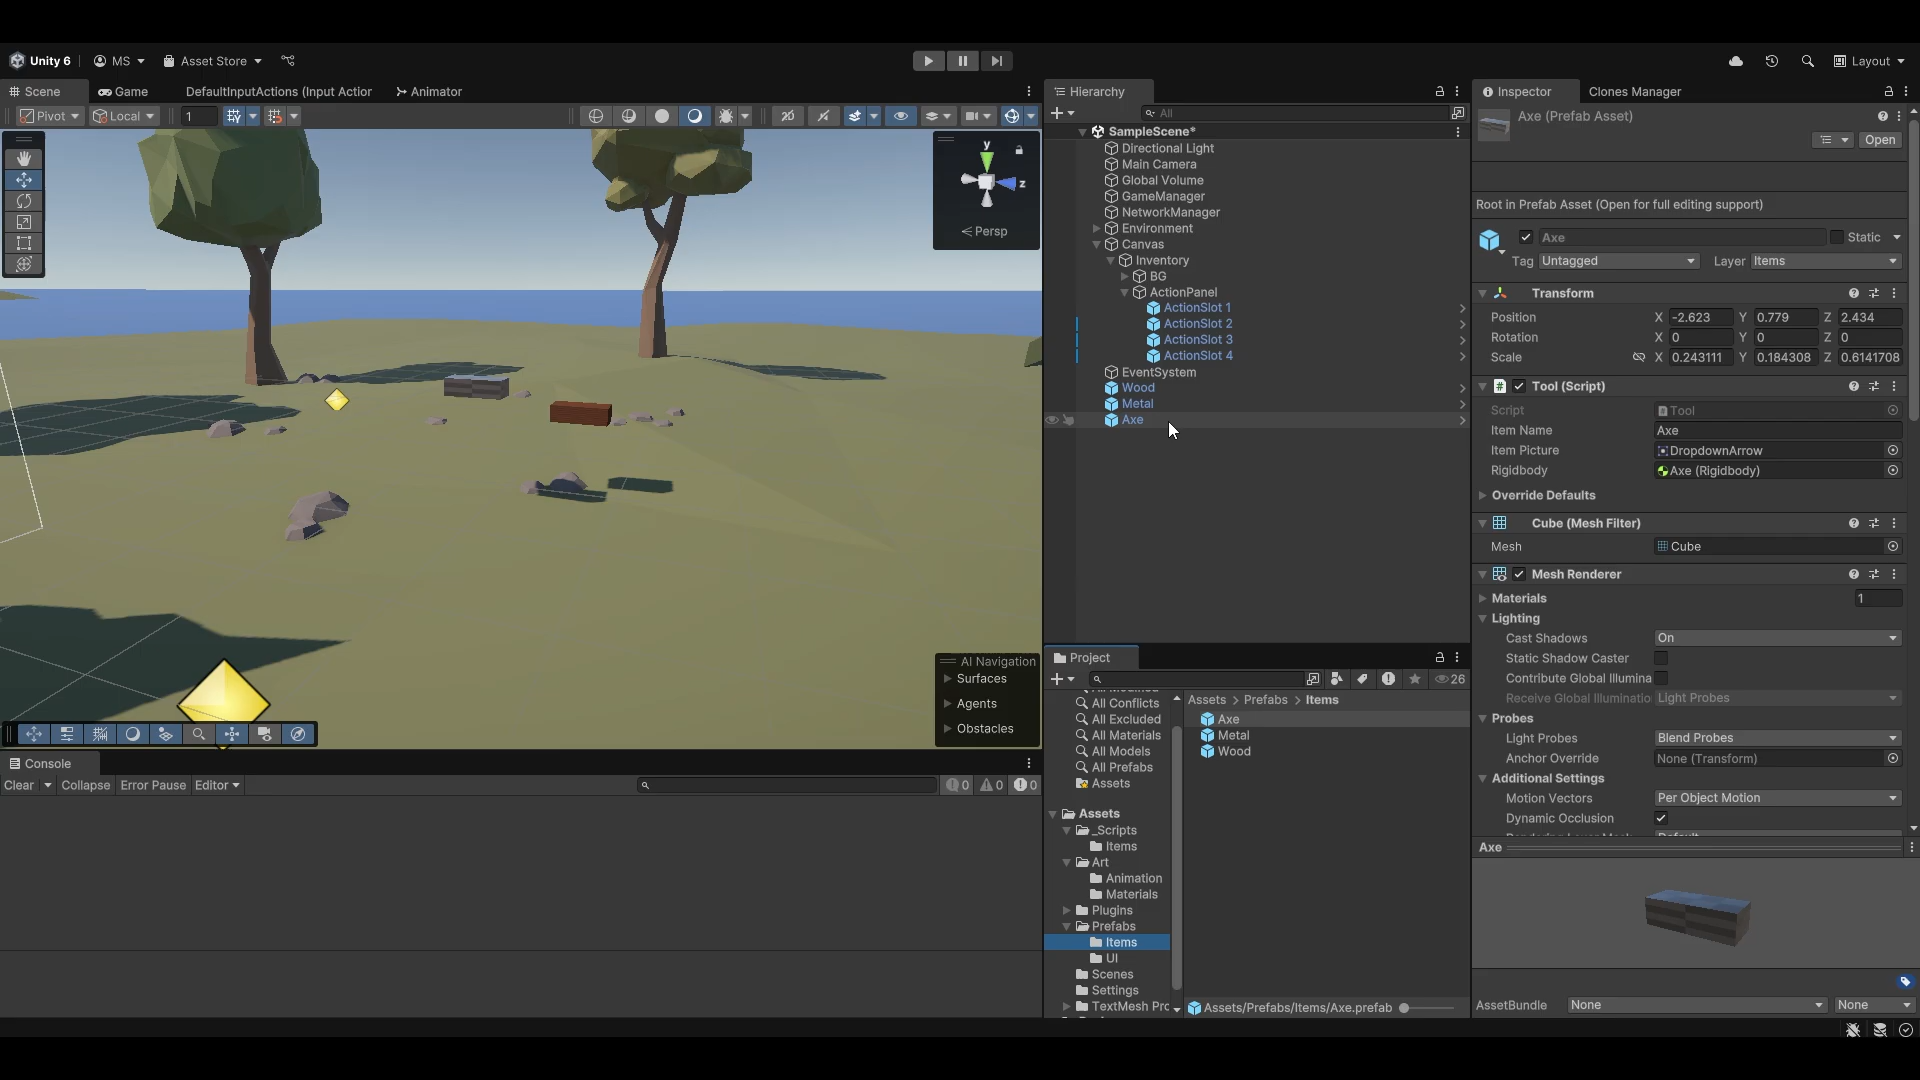 Unity 6
MS
Asset Store
Layout
Scene
Game
DefaultInputActions (Input Actior
Animator
Pivot
Local
1
y
z
Persp
AI Navigation
Surfaces
Agents
Obstacles
Console
Clear
Collapse
Error Pause
Editor
0
0
0
Hierarchy
All
SampleScene*
Directional Light
Main Camera
Global Volume
GameManager
NetworkManager
Environment
Canvas
Inventory
BG
ActionPanel
ActionSlot 1
ActionSlot 2
ActionSlot 3
ActionSlot 4
EventSystem
Wood
Metal
Axe
Project
26
All Conflicts
All Excluded
All Materials
All Models
All Prefabs
Assets
Assets
_Scripts
Items
Art
Animation
Materials
Plugins
Prefabs
Items
UI
Scenes
Settings
TextMesh Prc
Assets > Prefabs > Items
Axe
Metal
Wood
Assets/Prefabs/Items/Axe.prefab
Inspector
Clones Manager
Axe (Prefab Asset)
Open
Root in Prefab Asset (Open for full editing support)
Axe
Static
Tag Untagged
Layer Items
Transform
Position X -2.623 Y 0.779 Z 2.434
Rotation X 0 Y 0 Z 0
Scale X 0.243111 Y 0.184308 Z 0.6141708
# Tool (Script)
Script Tool
Item Name Axe
Item Picture DropdownArrow
Rigidbody Axe (Rigidbody)
Override Defaults
Cube (Mesh Filter)
Mesh Cube
Mesh Renderer
Materials 1
Lighting
Cast Shadows On
Static Shadow Caster
Contribute Global Illumina
Receive Global Illuminatio Light Probes
Probes
Light Probes Blend Probes
Anchor Override None (Transform)
Additional Settings
Motion Vectors Per Object Motion
Dynamic Occlusion
Axe
AssetBundle None None